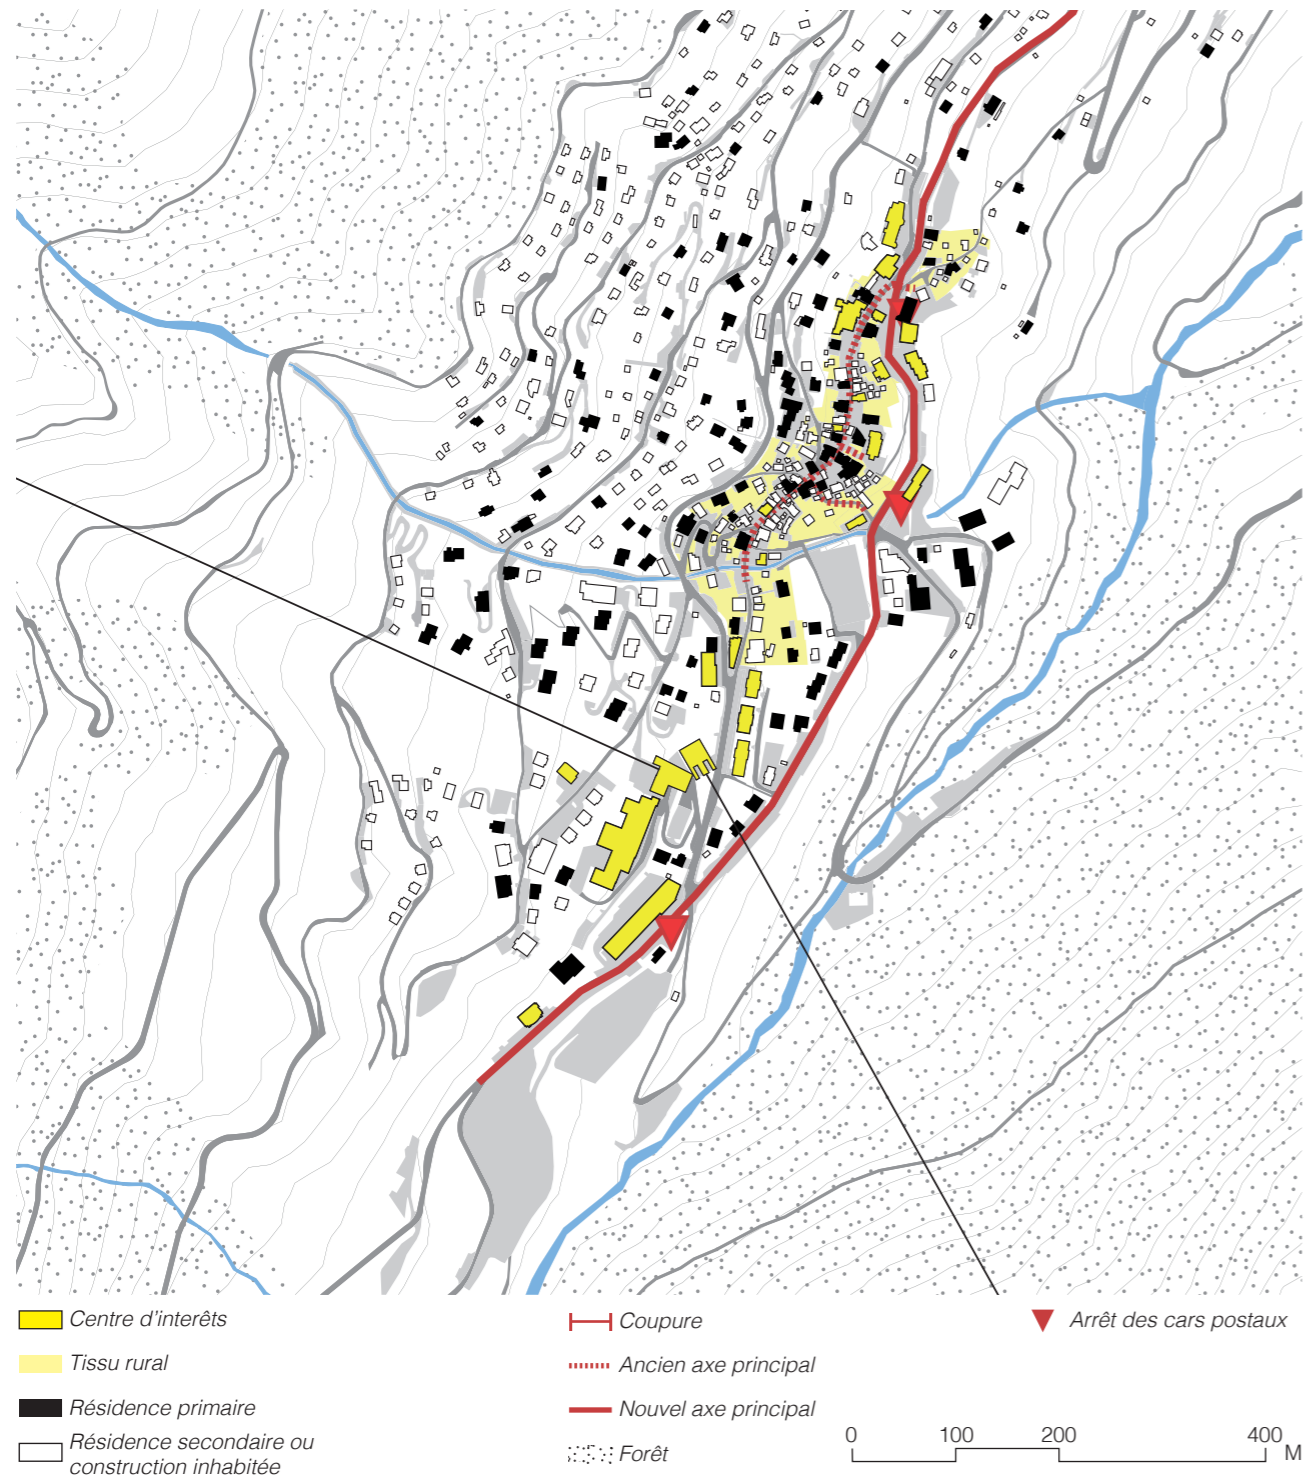 Centre d'interêts
Tissu rural
Résidence primaire
Résidence secondaire ou
construction inhabitée
Coupure
Ancien axe principal
Nouvel axe principal
Forêt
Arrêt des cars postaux
0 100 200 400
M